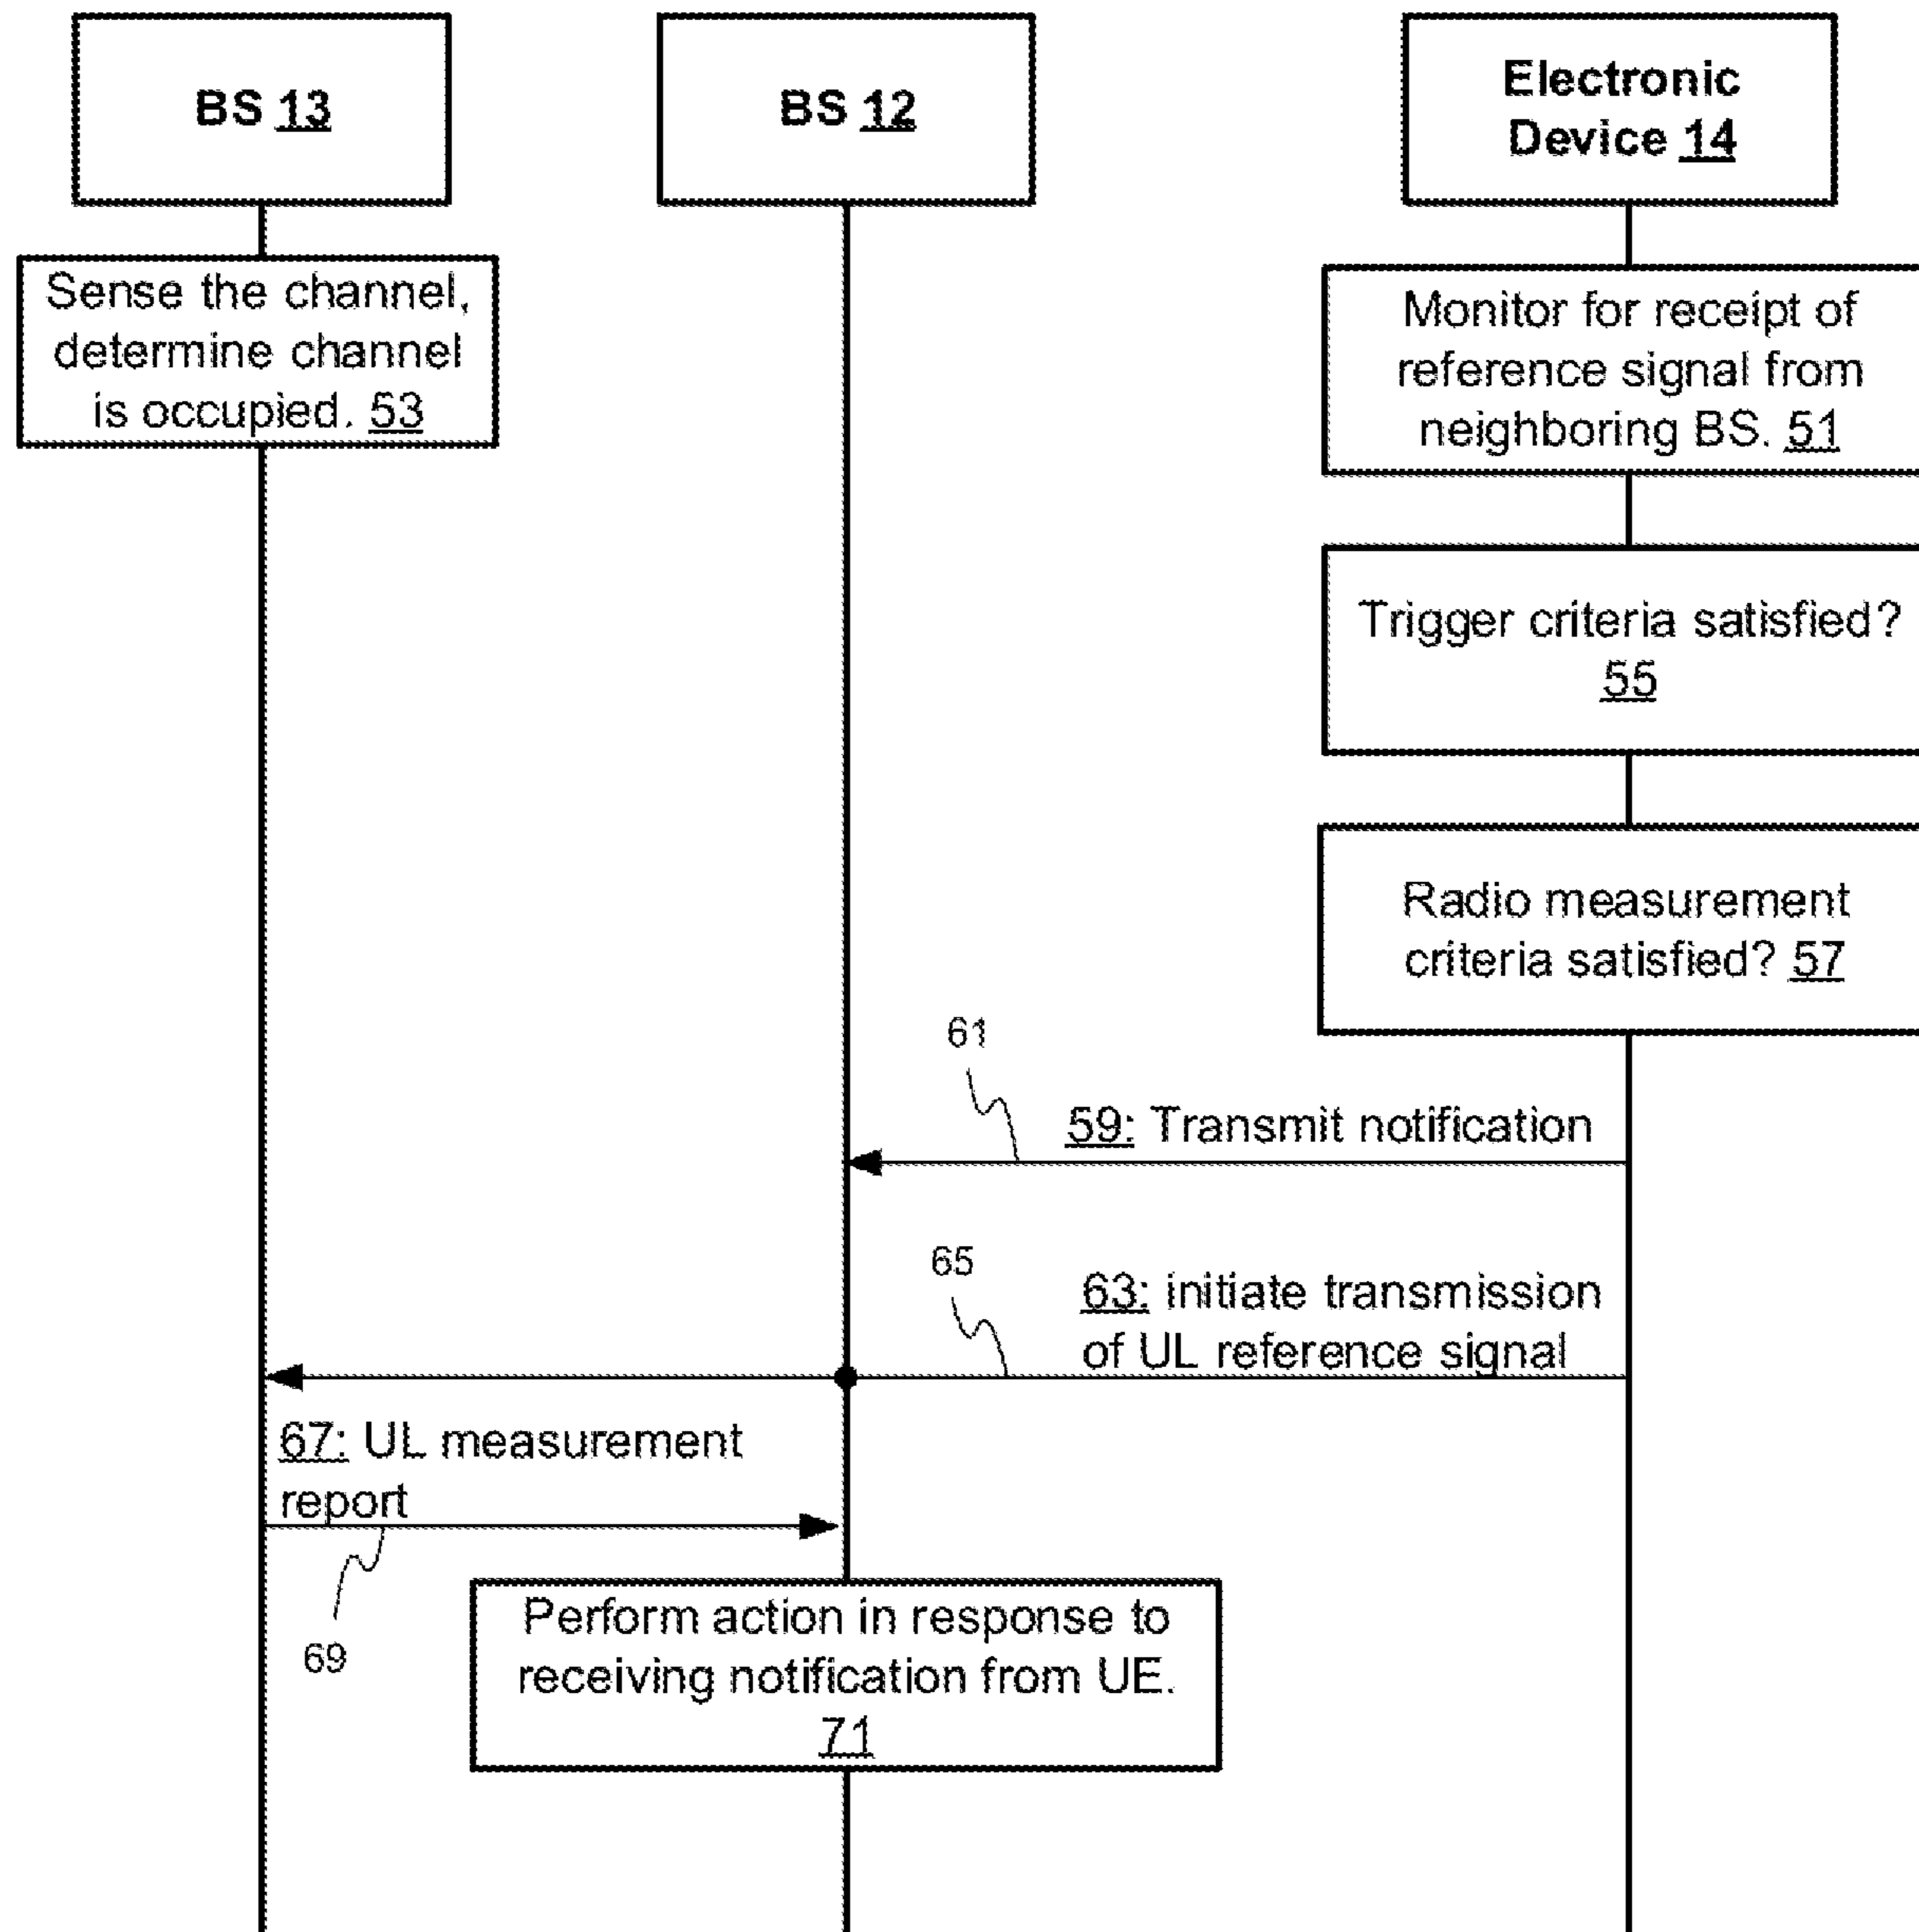 BS 13
BS 12
Electronic
Device 14
Sense the channel,
determine channel
is occupied. 53
Monitor for receipt of
reference signal from
neighboring BS. 51
Trigger criteria satisfied?
55
Radio measurement
criteria satisfied? 57
61
59: Transmit notification
65
63: initiate transmission
of UL reference signal
67: UL measurement
report
69
Perform action in response to
receiving notification from UE.
71